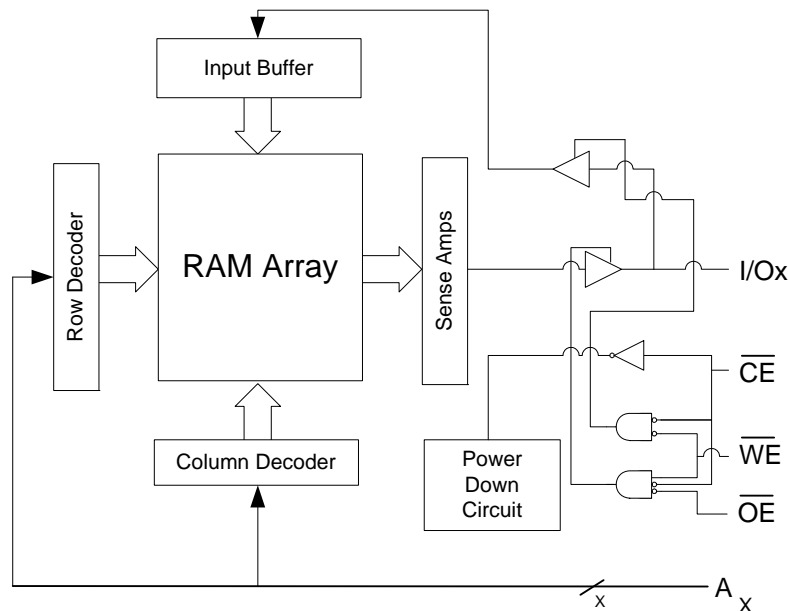 Input Buffer
Row Decoder
RAM Array
Sense Amps
I/Ox
CE
Column Decoder
Power
Down
Circuit
WE
OE
X
A X